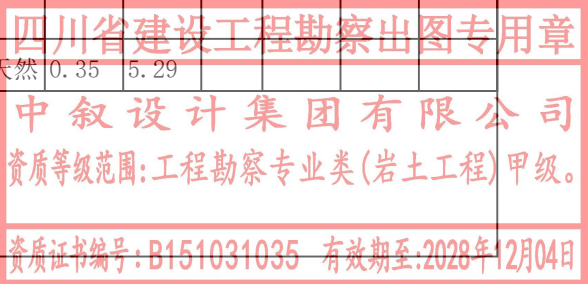 四川省建设工程勘察出图专用章
天然 0.35 5.29
中叙设计集团有限公司
资质等级范围:工程勘察专业类(岩土工程)甲级。
资质证书编号:B151031035 有效期至:2028年12月04日